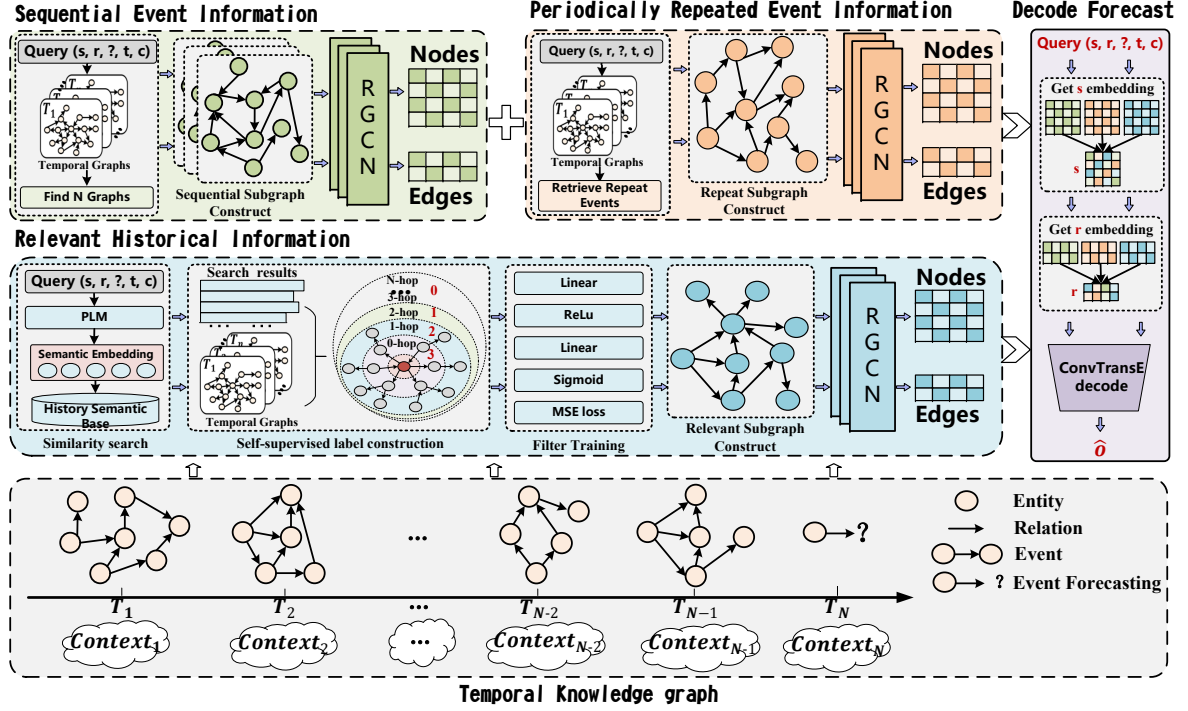 Sequential Event Information
Query (s, r, ?, t, c)
T1
Temporal Graphs
Find N Graphs
Sequential Subgraph
Construct
RGCN
Nodes
Edges
Periodically Repeated Event Information
Query (s, r, ?, t, c)
T1
Temporal Graphs
Retrieve Repeat
Events
Repeat Subgraph
Construct
RGCN
Nodes
Edges
Decode Forecast
Query (s, r, ?, t, c)
Get s embedding
s
Get r embedding
r
ConvTransE
decode
ô
Relevant Historical Information
Query (s, r, ?, t, c)
PLM
Semantic Embedding
History Semantic
Base
Similarity search
Search results
T1
Tn
Temporal Graphs
N-hop
0
3-hop
2-hop
1
1-hop
2
0-hop
3
Self-supervised label construction
Linear
ReLu
Linear
Sigmoid
MSE loss
Filter Training
Relevant Subgraph
Construct
RGCN
Nodes
Edges
... ?
Entity
Relation
Event
? Event Forecasting
T1 T2 ... TN-2 TN-1 TN
Context1 Context2 ... ContextN-2 ContextN-1 ContextN
Temporal Knowledge graph